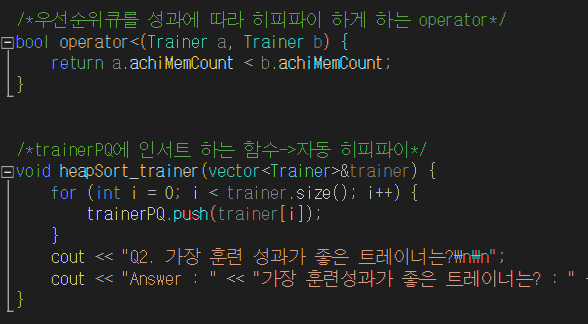 /*우선순위큐를 성과에 따라 히피파이 하게 하는 operator*/
bool operator<(Trainer a, Trainer b) {
return a.achiMemCount < b.achiMemCount;
}
/*trainerPQ에 인서트 하는 함수->자동 히피파이*/
void heapSort_trainer(vector<Trainer>&trainer) {
for (int i = 0; i < trainer.size(); i++) {
trainerPQ.push(trainer[i]);
}
cout << "Q2. 가장 훈련 성과가 좋은 트레이너는?₩n₩n";
cout << "Answer : " << "가장 훈련성과가 좋은 트레이너는? : "
}